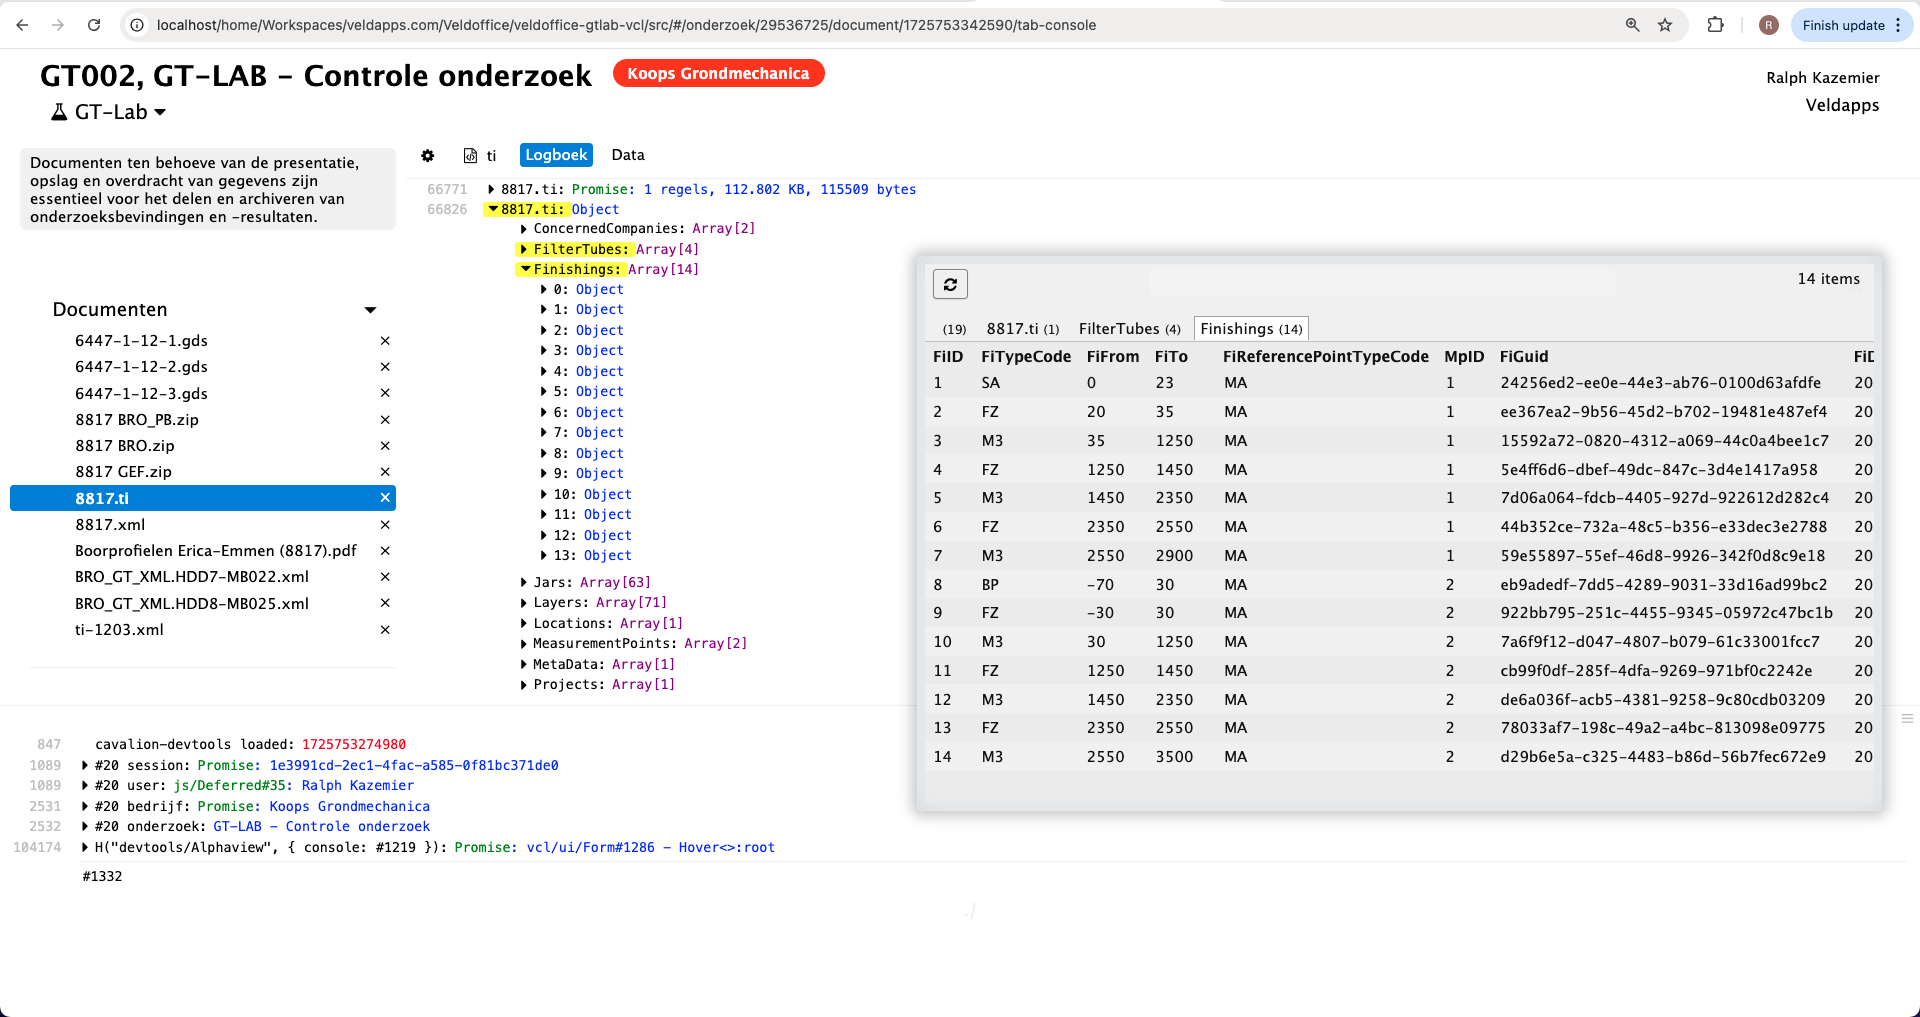 localhost/home/Workspaces/veldapps.com/Veldoffice/veldoffice-gtlab-vcl/src/#/onderzoek/29536725/document/1725753342590/tab-console
R
Finish update
GT002, GT-LAB - Controle onderzoek
Koops Grondmechanica
GT-Lab
Ralph Kazemier
Veldapps
Documenten ten behoeve van de presentatie,
opslag en overdracht van gegevens zijn
essentieel voor het delen en archiveren van
onderzoeksbevindingen en -resultaten.
Documenten
6447-1-12-1.gds
6447-1-12-2.gds
6447-1-12-3.gds
8817 BRO_PB.zip
8817 BRO.zip
8817 GEF.zip
8817.ti
8817.xml
Boorprofielen Erica-Emmen (8817).pdf
BRO_GT_XML.HDD7-MB022.xml
BRO_GT_XML.HDD8-MB025.xml
ti-1203.xml
ti Logboek Data
66771 8817.ti: Promise: 1 regels, 112.802 KB, 115509 bytes
66826 8817.ti: Object
ConcernedCompanies: Array[2]
FilterTubes: Array[4]
Finishings: Array[14]
0: Object
1: Object
2: Object
3: Object
4: Object
5: Object
6: Object
7: Object
8: Object
9: Object
10: Object
11: Object
12: Object
13: Object
Jars: Array[63]
Layers: Array[71]
Locations: Array[1]
MeasurementPoints: Array[2]
MetaData: Array[1]
Projects: Array[1]
14 items
(19) 8817.ti (1) FilterTubes (4) Finishings (14)
FiID FiTypeCode FiFrom FiTo FiReferencePointTypeCode MpID FiGuid FiD
1 SA 0 23 MA 1 24256ed2-ee0e-44e3-ab76-0100d63afdfe 20
2 FZ 20 35 MA 1 ee367ea2-9b56-45d2-b702-19481e487ef4 20
3 M3 35 1250 MA 1 15592a72-0820-4312-a069-44c0a4bee1c7 20
4 FZ 1250 1450 MA 1 5e4ff6d6-dbef-49dc-847c-3d4e1417a958 20
5 M3 1450 2350 MA 1 7d06a064-fdcb-4405-927d-922612d282c4 20
6 FZ 2350 2550 MA 1 44b352ce-732a-48c5-b356-e33dec3e2788 20
7 M3 2550 2900 MA 1 59e55897-55ef-46d8-9926-342f0d8c9e18 20
8 BP -70 30 MA 2 eb9adedf-7dd5-4289-9031-33d16ad99bc2 20
9 FZ -30 30 MA 2 922bb795-251c-4455-9345-05972c47bc1b 20
10 M3 30 1250 MA 2 7a6f9f12-d047-4807-b079-61c33001fcc7 20
11 FZ 1250 1450 MA 2 cb99f0df-285f-4dfa-9269-971bf0c2242e 20
12 M3 1450 2350 MA 2 de6a036f-acb5-4381-9258-9c80cdb03209 20
13 FZ 2350 2550 MA 2 78033af7-198c-49a2-a4bc-813098e09775 20
14 M3 2550 3500 MA 2 d29b6e5a-c325-4483-b86d-56b7fec672e9 20
847 cavalion-devtools loaded: 1725753274980
1089 #20 session: Promise: 1e3991cd-2ec1-4fac-a585-0f81bc371de0
1089 #20 user: js/Deferred#35: Ralph Kazemier
2531 #20 bedrijf: Promise: Koops Grondmechanica
2532 #20 onderzoek: GT-LAB - Controle onderzoek
104174 H("devtools/Alphaview", { console: #1219 }): Promise: vcl/ui/Form#1286 - Hover<>:root
#1332